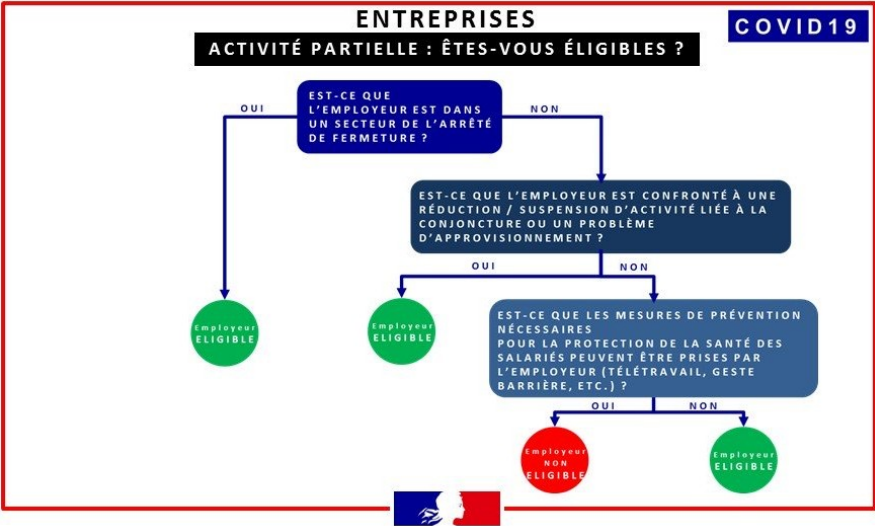 ENTREPRISES
COVID19
ACTIVITÉ PARTIELLE : ÊTES-VOUS ÉLIGIBLES ?
EST-CE QUE
L'EMPLOYEUR EST DANS
UN SECTEUR DE L'ARRÊTÉ
DE FERMETURE ?
OUI
NON
EST-CE QUE L'EMPLOYEUR EST CONFRONTÉ À UNE
RÉDUCTION / SUSPENSION D'ACTIVITÉ LIÉE À LA
CONJONCTURE OU UN PROBLÈME
D'APPROVISIONNEMENT ?
OUI
NON
Employeur
ELIGIBLE
Employeur
ELIGIBLE
EST-CE QUE LES MESURES DE PRÉVENTION
NÉCESSAIRES
POUR LA PROTECTION DE LA SANTÉ DES
SALARIÉS PEUVENT ÊTRE PRISES PAR
L'EMPLOYEUR (TÉLÉTRAVAIL, GESTE
BARRIÈRE, ETC.) ?
OUI
NON
Employeur
NON
ELIGIBLE
Employeur
ELIGIBLE